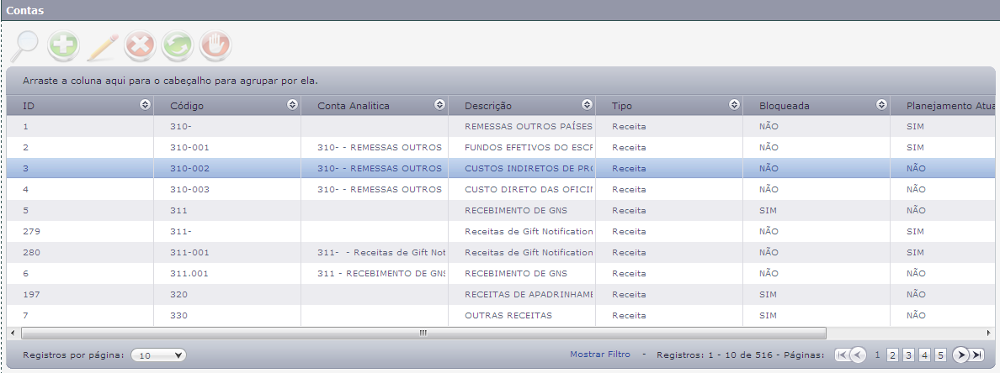 Contas
Arraste a coluna aqui para o cabeçalho para agrupar por ela.
ID Código Conta Analitica Descrição Tipo Bloqueada Planejamento Atua
1 310- REMESSAS OUTROS PAÍSES Receita NÃO SIM
2 310-001 310- - REMESSAS OUTROS FUNDOS EFETIVOS DO ESCR Receita NÃO SIM
3 310-002 310- - REMESSAS OUTROS CUSTOS INDIRETOS DE PRO Receita NÃO NÃO
4 310-003 310- - REMESSAS OUTROS CUSTO DIRETO DAS OFICIN Receita NÃO NÃO
5 311 RECEBIMENTO DE GNS Receita SIM NÃO
279 311- Receitas de Gift Notification Receita NÃO SIM
280 311-001 311- - Receitas de Gift Not Receitas de Gift Notification Receita NÃO SIM
6 311.001 311 - RECEBIMENTO DE GNS RECEBIMENTO DE GNS Receita NÃO NÃO
197 320 RECEITAS DE APADRINHAME Receita SIM NÃO
7 330 OUTRAS RECEITAS Receita SIM NÃO
Registros por página: 10 Mostrar Filtro - Registros: 1 - 10 de 516 - Páginas: 1 2 3 4 5